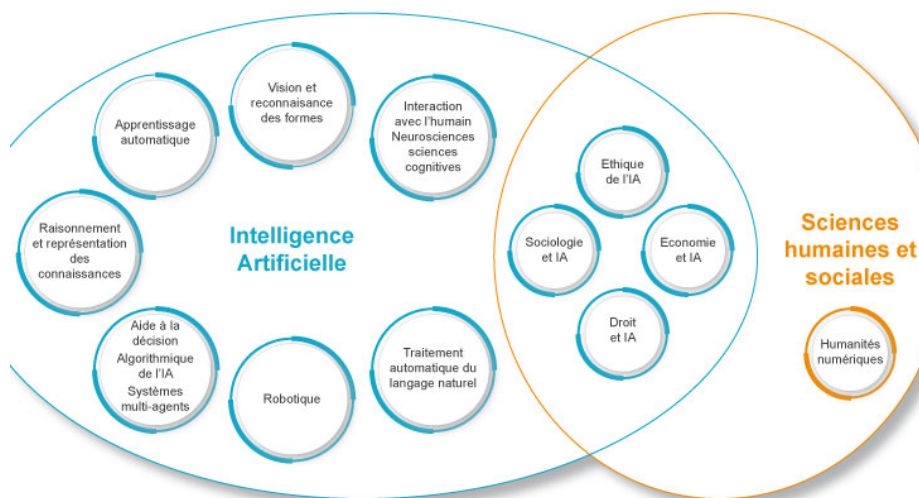 Vision et
reconnaisance
des formes
Apprentissage
automatique
Interaction
avec l'humain
Neurosciences
sciences
cognitives
Raisonnement
et représentation
des
connaissances
Intelligence
Artificielle
Aide à la
décision
Algorithmique
de l'IA
Systèmes
multi-agents
Robotique
Traitement
automatique du
langage naturel
Ethique
de l'IA
Sociologie
et IA
Economie
et IA
Droit
et IA
Sciences
humaines et
sociales
Humanités
numériques